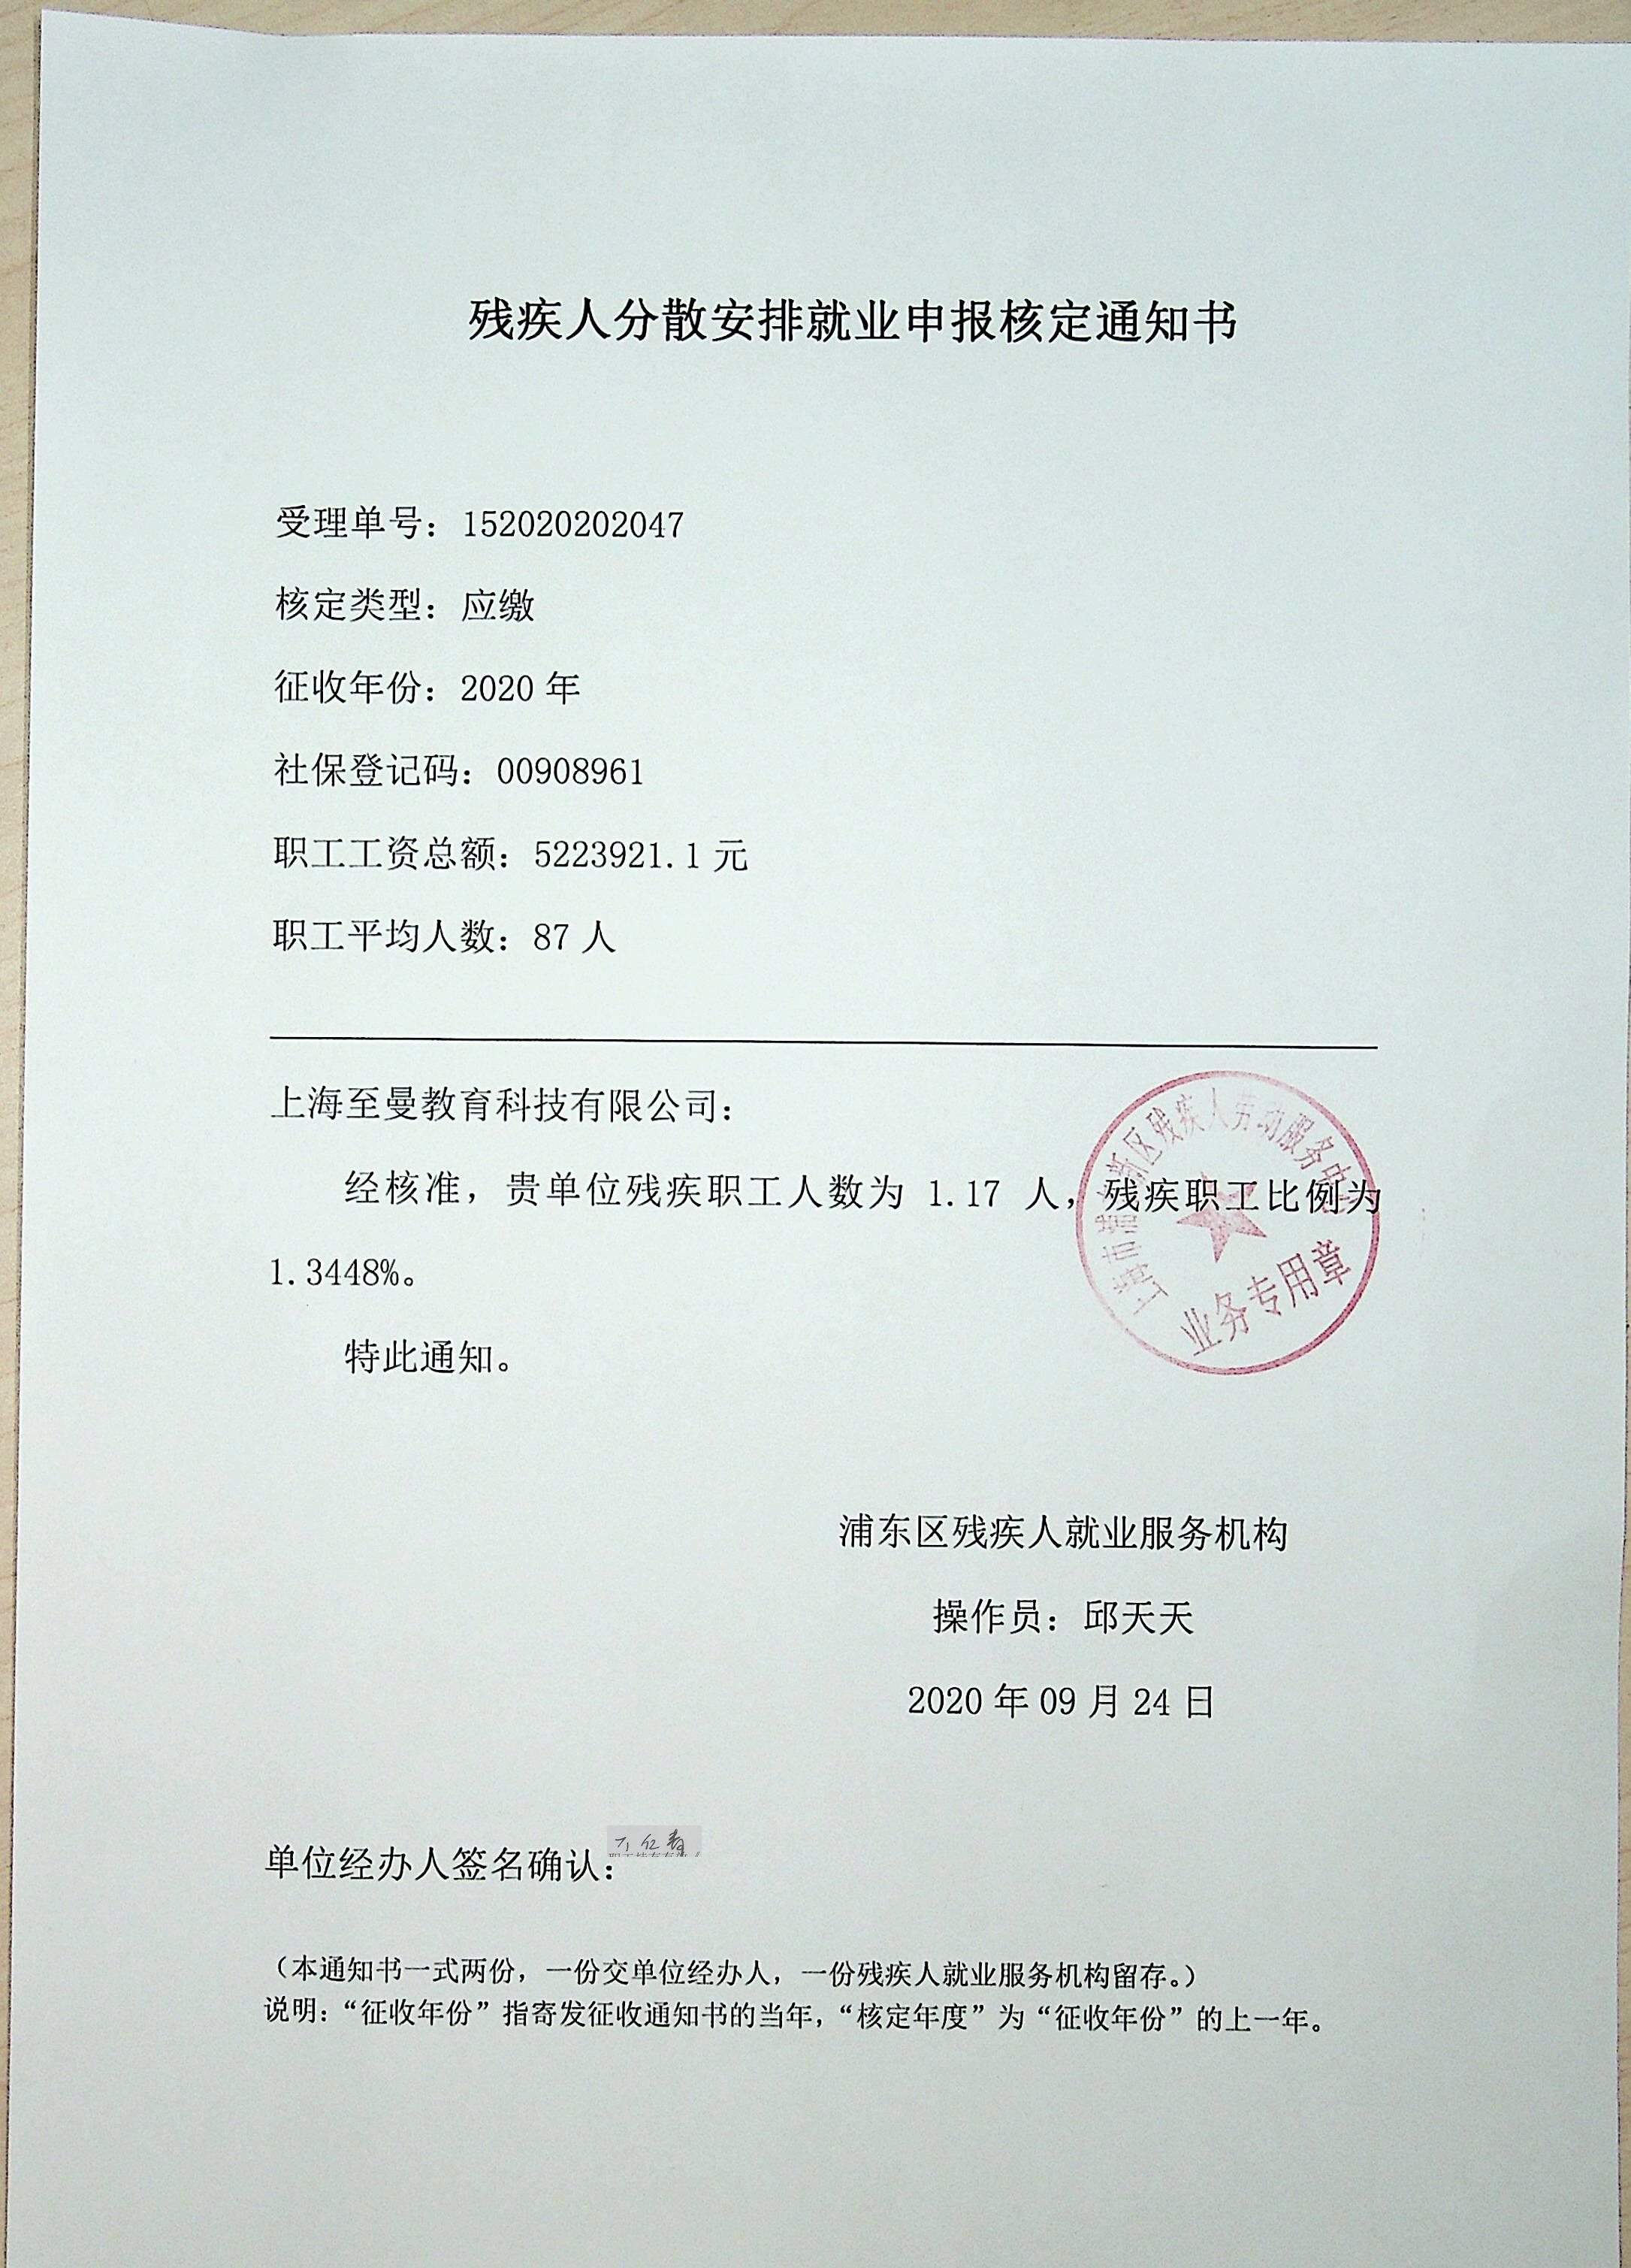 残疾人分散安排就业申报核定通知书
受理单号：152020202047
核定类型：应缴
征收年份：2020 年
社保登记码：00908961
职工工资总额：5223921.1 元
职工平均人数：87 人
上海至曼教育科技有限公司：
经核准，贵单位残疾职工人数为 1.17 人，残疾职工比例为
1.3448%。
特此通知。
上海市浦东新区残疾人劳动服务中心
业务专用章
浦东区残疾人就业服务机构
操作员：邱天天
2020 年 09 月 24 日
单位经办人签名确认：
（本通知书一式两份，一份交单位经办人，一份残疾人就业服务机构留存。）
说明：“征收年份”指寄发征收通知书的当年，“核定年度”为“征收年份”的上一年。